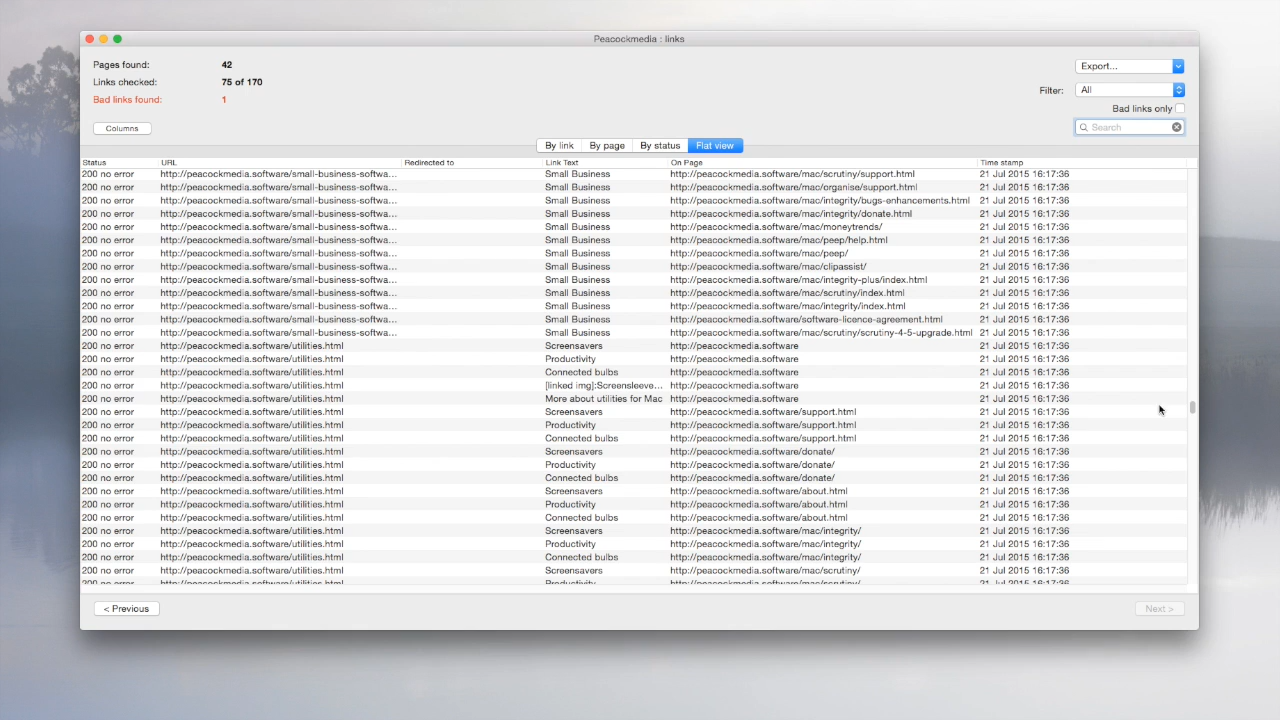 Peacockmedia : links
Pages found: 42
Links checked: 75 of 170
Bad links found: 1
Export...
Filter: All
Bad links only
Columns
Search
By link By page By status Flat view
Status URL Redirected to Link Text On Page Time stamp
200 no error http://peacockmedia.software/small-business-softwa... Small Business http://peacockmedia.software/mac/scrutiny/support.html 21 Jul 2015 16:17:36
200 no error http://peacockmedia.software/small-business-softwa... Small Business http://peacockmedia.software/mac/organise/support.html 21 Jul 2015 16:17:36
200 no error http://peacockmedia.software/small-business-softwa... Small Business http://peacockmedia.software/mac/integrity/bugs-enhancements.html 21 Jul 2015 16:17:36
200 no error http://peacockmedia.software/small-business-softwa... Small Business http://peacockmedia.software/mac/integrity/donate.html 21 Jul 2015 16:17:36
200 no error http://peacockmedia.software/small-business-softwa... Small Business http://peacockmedia.software/mac/moneytrends/ 21 Jul 2015 16:17:36
200 no error http://peacockmedia.software/small-business-softwa... Small Business http://peacockmedia.software/mac/peep/help.html 21 Jul 2015 16:17:36
200 no error http://peacockmedia.software/small-business-softwa... Small Business http://peacockmedia.software/mac/peep/ 21 Jul 2015 16:17:36
200 no error http://peacockmedia.software/small-business-softwa... Small Business http://peacockmedia.software/mac/clipassist/ 21 Jul 2015 16:17:36
200 no error http://peacockmedia.software/small-business-softwa... Small Business http://peacockmedia.software/mac/integrity-plus/index.html 21 Jul 2015 16:17:36
200 no error http://peacockmedia.software/small-business-softwa... Small Business http://peacockmedia.software/mac/scrutiny/index.html 21 Jul 2015 16:17:36
200 no error http://peacockmedia.software/small-business-softwa... Small Business http://peacockmedia.software/mac/integrity/index.html 21 Jul 2015 16:17:36
200 no error http://peacockmedia.software/small-business-softwa... Small Business http://peacockmedia.software/software-licence-agreement.html 21 Jul 2015 16:17:36
200 no error http://peacockmedia.software/small-business-softwa... Small Business http://peacockmedia.software/mac/scrutiny/scrutiny-4-5-upgrade.html 21 Jul 2015 16:17:36
200 no error http://peacockmedia.software/utilities.html Screensavers http://peacockmedia.software 21 Jul 2015 16:17:36
200 no error http://peacockmedia.software/utilities.html Productivity http://peacockmedia.software 21 Jul 2015 16:17:36
200 no error http://peacockmedia.software/utilities.html Connected bulbs http://peacockmedia.software 21 Jul 2015 16:17:36
200 no error http://peacockmedia.software/utilities.html [linked img]:Screensleeve... http://peacockmedia.software 21 Jul 2015 16:17:36
200 no error http://peacockmedia.software/utilities.html More about utilities for Mac http://peacockmedia.software 21 Jul 2015 16:17:36
200 no error http://peacockmedia.software/utilities.html Screensavers http://peacockmedia.software/support.html 21 Jul 2015 16:17:36
200 no error http://peacockmedia.software/utilities.html Productivity http://peacockmedia.software/support.html 21 Jul 2015 16:17:36
200 no error http://peacockmedia.software/utilities.html Connected bulbs http://peacockmedia.software/support.html 21 Jul 2015 16:17:36
200 no error http://peacockmedia.software/utilities.html Screensavers http://peacockmedia.software/donate/ 21 Jul 2015 16:17:36
200 no error http://peacockmedia.software/utilities.html Productivity http://peacockmedia.software/donate/ 21 Jul 2015 16:17:36
200 no error http://peacockmedia.software/utilities.html Connected bulbs http://peacockmedia.software/donate/ 21 Jul 2015 16:17:36
200 no error http://peacockmedia.software/utilities.html Screensavers http://peacockmedia.software/about.html 21 Jul 2015 16:17:36
200 no error http://peacockmedia.software/utilities.html Productivity http://peacockmedia.software/about.html 21 Jul 2015 16:17:36
200 no error http://peacockmedia.software/utilities.html Connected bulbs http://peacockmedia.software/about.html 21 Jul 2015 16:17:36
200 no error http://peacockmedia.software/utilities.html Screensavers http://peacockmedia.software/mac/integrity/ 21 Jul 2015 16:17:36
200 no error http://peacockmedia.software/utilities.html Productivity http://peacockmedia.software/mac/integrity/ 21 Jul 2015 16:17:36
200 no error http://peacockmedia.software/utilities.html Connected bulbs http://peacockmedia.software/mac/integrity/ 21 Jul 2015 16:17:36
200 no error http://peacockmedia.software/utilities.html Screensavers http://peacockmedia.software/mac/scrutiny/ 21 Jul 2015 16:17:36
200 no error http://peacockmedia.software/utilities.html Productivity http://peacockmedia.software/mac/scrutiny/ 21 Jul 2015 16:17:36
< Previous
Next >